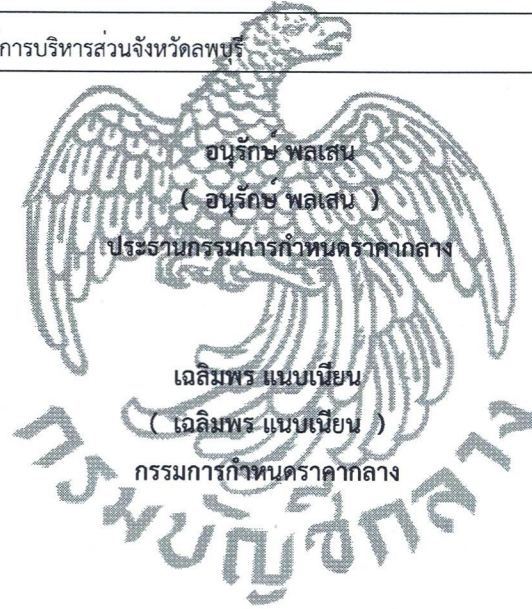 การบริหารส่วนจังหวัดลพบุรี
อนุรักษ์ พลเสน
( อนุรักษ์ พลเสน )
ประธานกรรมการกำหนดราคากลาง
เฉลิมพร แนบเนียน
( เฉลิมพร แนบเนียน )
กรรมการกำหนดราคากลาง
กรมบัญชีกลาง